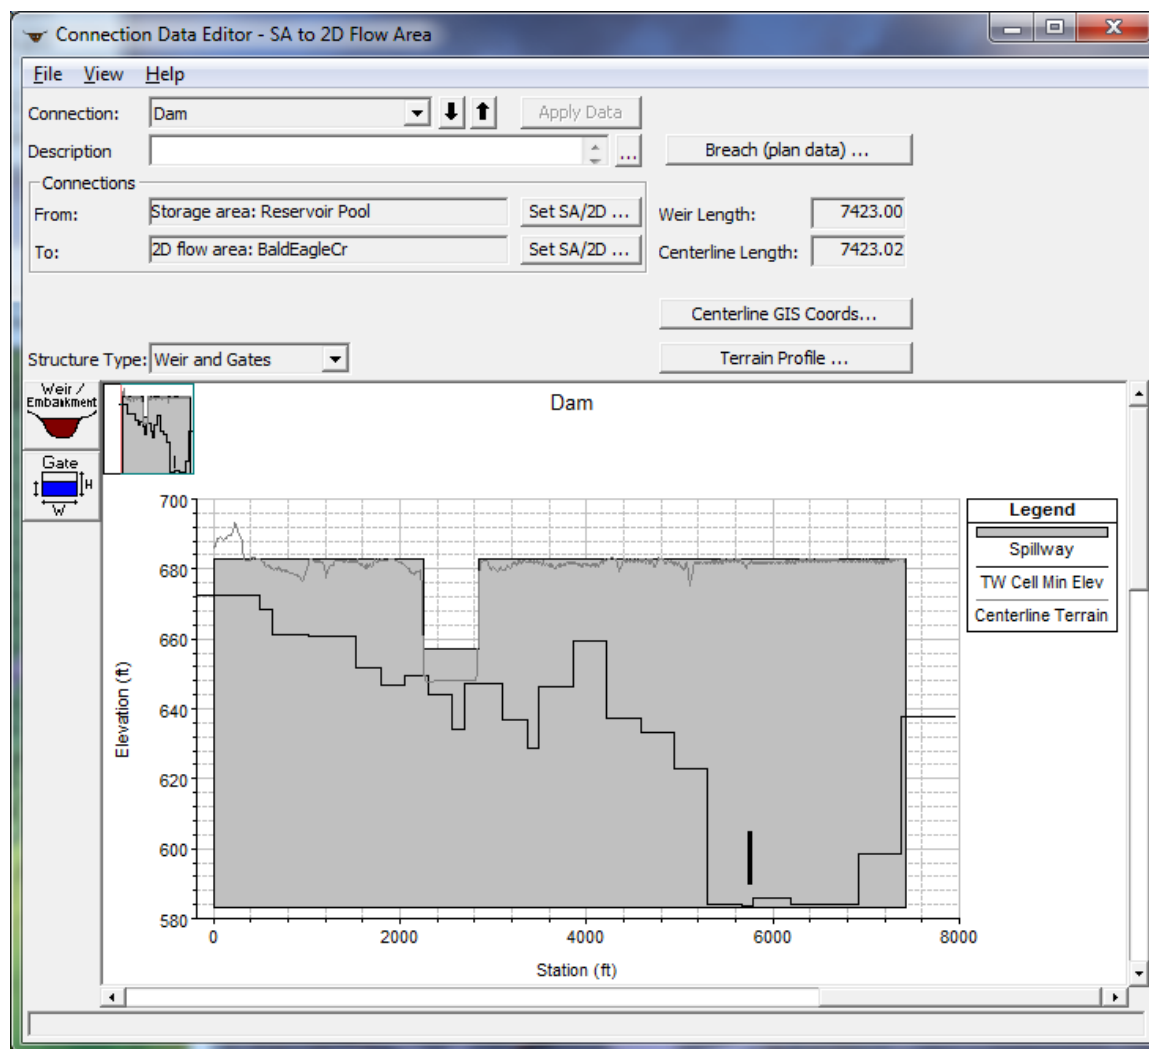 Connection Data Editor - SA to 2D Flow Area
File View Help
Connection: Dam Apply Data
Description ... Breach (plan data) ...
Connections
From: Storage area: Reservoir Pool Set SA/2D ... Weir Length: 7423.00
To: 2D flow area: BaldEagleCr Set SA/2D ... Centerline Length: 7423.02
Centerline GIS Coords...
Structure Type: Weir and Gates Terrain Profile ...
Weir /
Embankment
Gate
H
W
Dam
700
680
660
640
620
600
580
Elevation (ft)
0 2000 4000 6000 8000
Station (ft)
Legend
Spillway
TW Cell Min Elev
Centerline Terrain